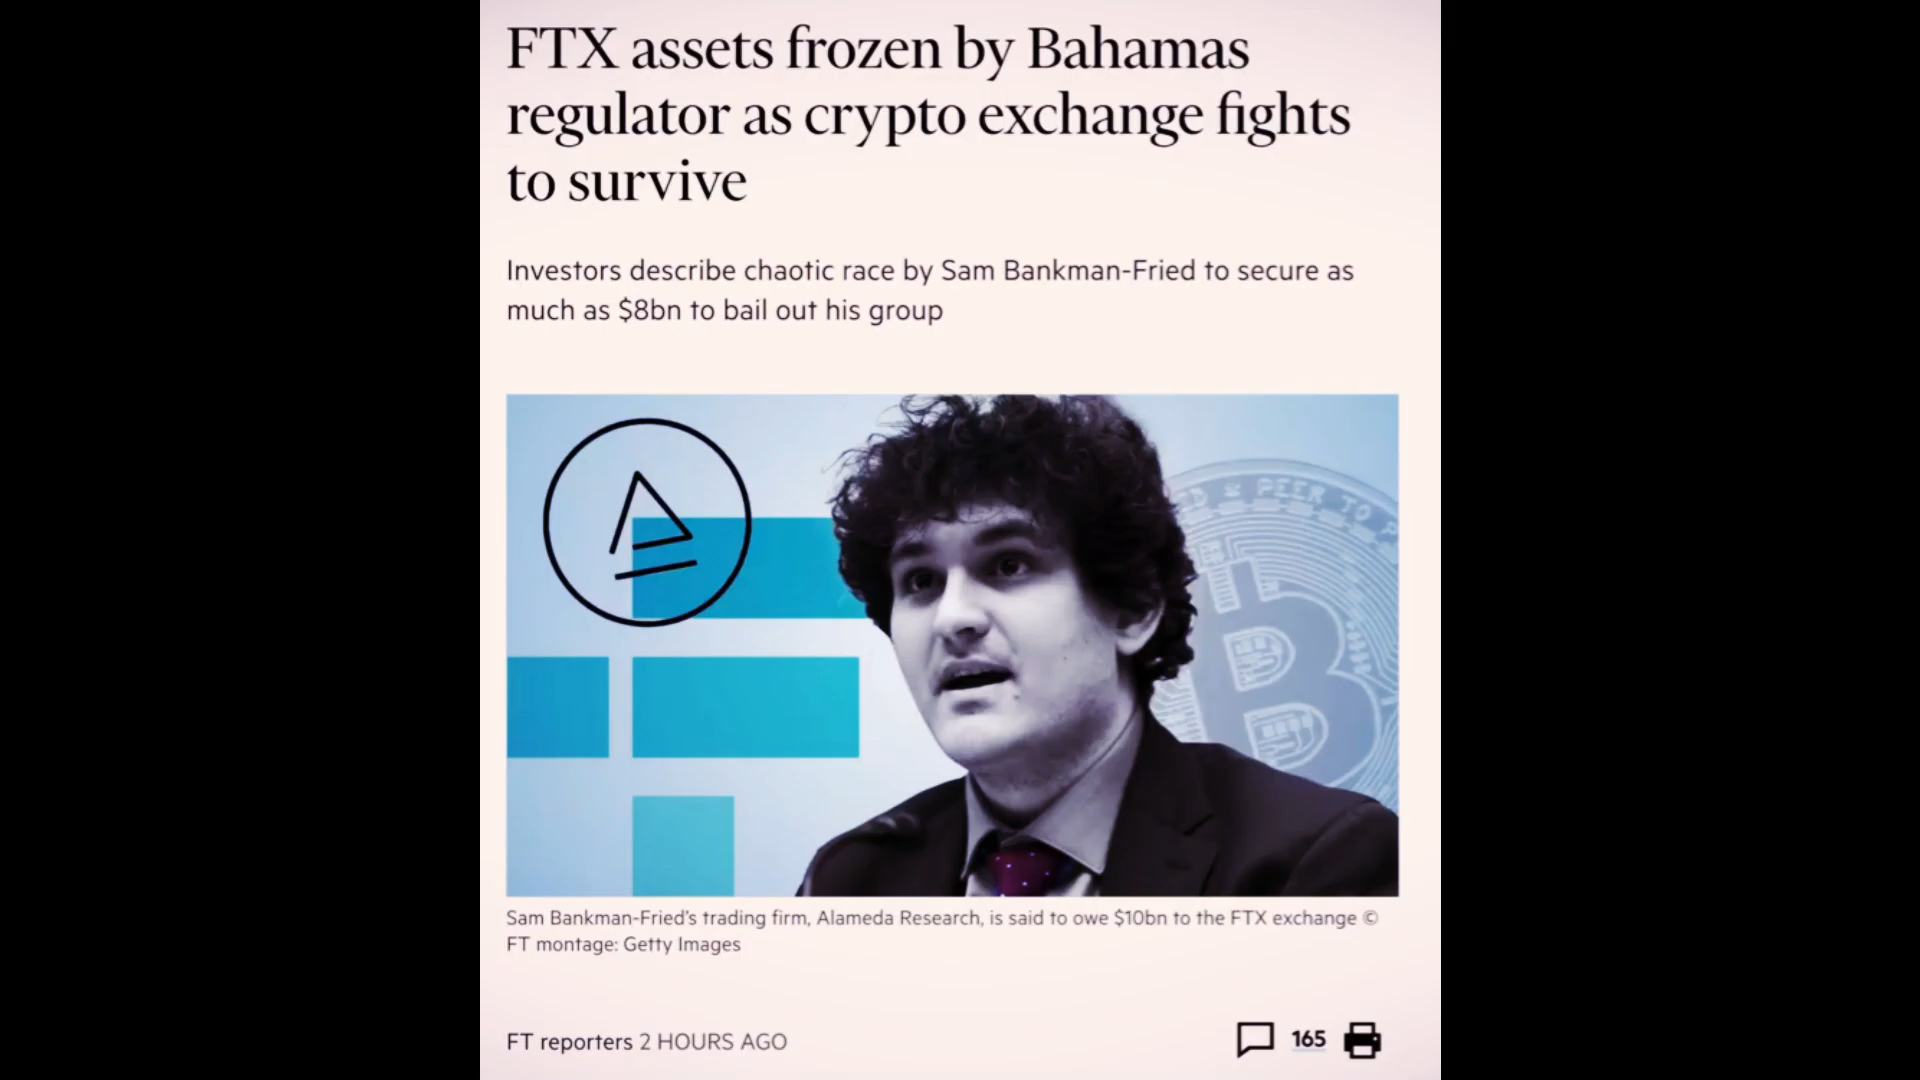 FTX assets frozen by Bahamas
regulator as crypto exchange fights
to survive
Investors describe chaotic race by Sam Bankman-Fried to secure as
much as $8bn to bail out his group
PEER TO P
Sam Bankman-Fried's trading firm, Alameda Research, is said to owe $10bn to the FTX exchange ©
FT montage: Getty Images
FT reporters 2 HOURS AGO
165